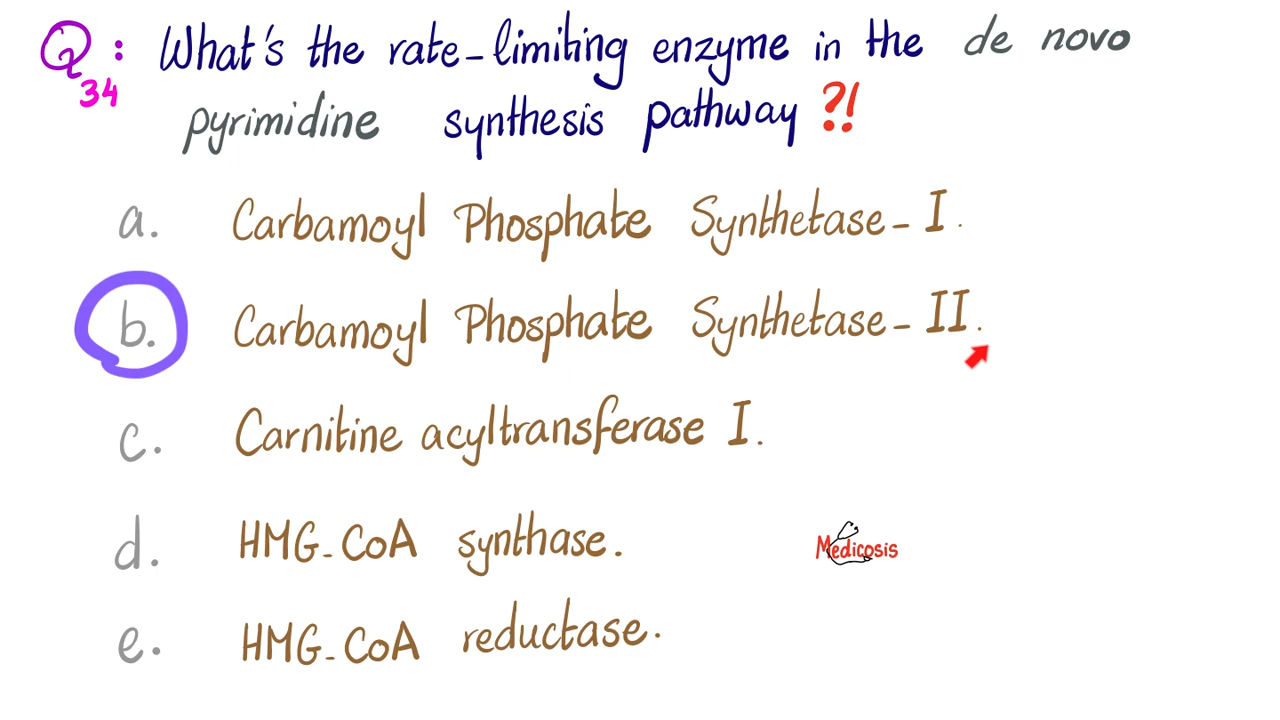 Q: What's the rate-limiting enzyme in the de novo
34
pyrimidine synthesis pathway ?!
a. Carbamoyl Phosphate Synthetase-I.
b. Carbamoyl Phosphate Synthetase-II.
c. Carnitine acyltransferase I.
d. HMG-CoA synthase.
Medicosis
e. HMG-CoA reductase.